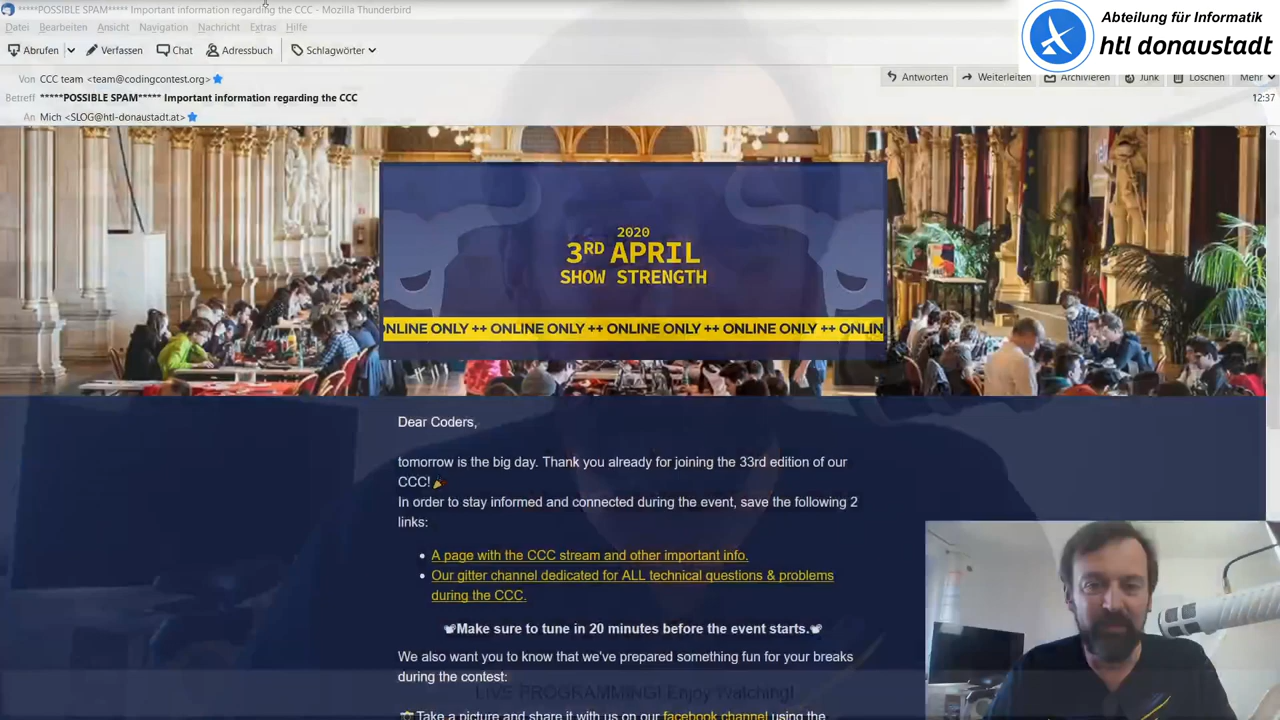 *****POSSIBLE SPAM***** Important information regarding the CCC - Mozilla Thunderbird
Datei Bearbeiten Ansicht Navigation Nachricht Extras Hilfe
Abrufen Verfassen Chat Adressbuch Schlagwörter
Abteilung für Informatik
htl donaustadt
Von CCC team <team@codingcontest.org>
Antworten Weiterleiten Archivieren Junk Löschen Mehr
Betreff *****POSSIBLE SPAM***** Important information regarding the CCC
12:37
An Mich <SLOG@htl-donaustadt.at>
2020
3RD APRIL
SHOW STRENGTH
NLINE ONLY ++ ONLINE ONLY ++ ONLINE ONLY ++ ONLINE ONLY ++ ONLIN
Dear Coders,
tomorrow is the big day. Thank you already for joining the 33rd edition of our
CCC!
In order to stay informed and connected during the event, save the following 2
links:
A page with the CCC stream and other important info.
Our gitter channel dedicated for ALL technical questions & problems
during the CCC.
Make sure to tune in 20 minutes before the event starts.
We also want you to know that we've prepared something fun for your breaks
during the contest:
LIVE PROGRAMMING! Enjoy Watching!
Take a picture and share it with us on our facebook channel using the